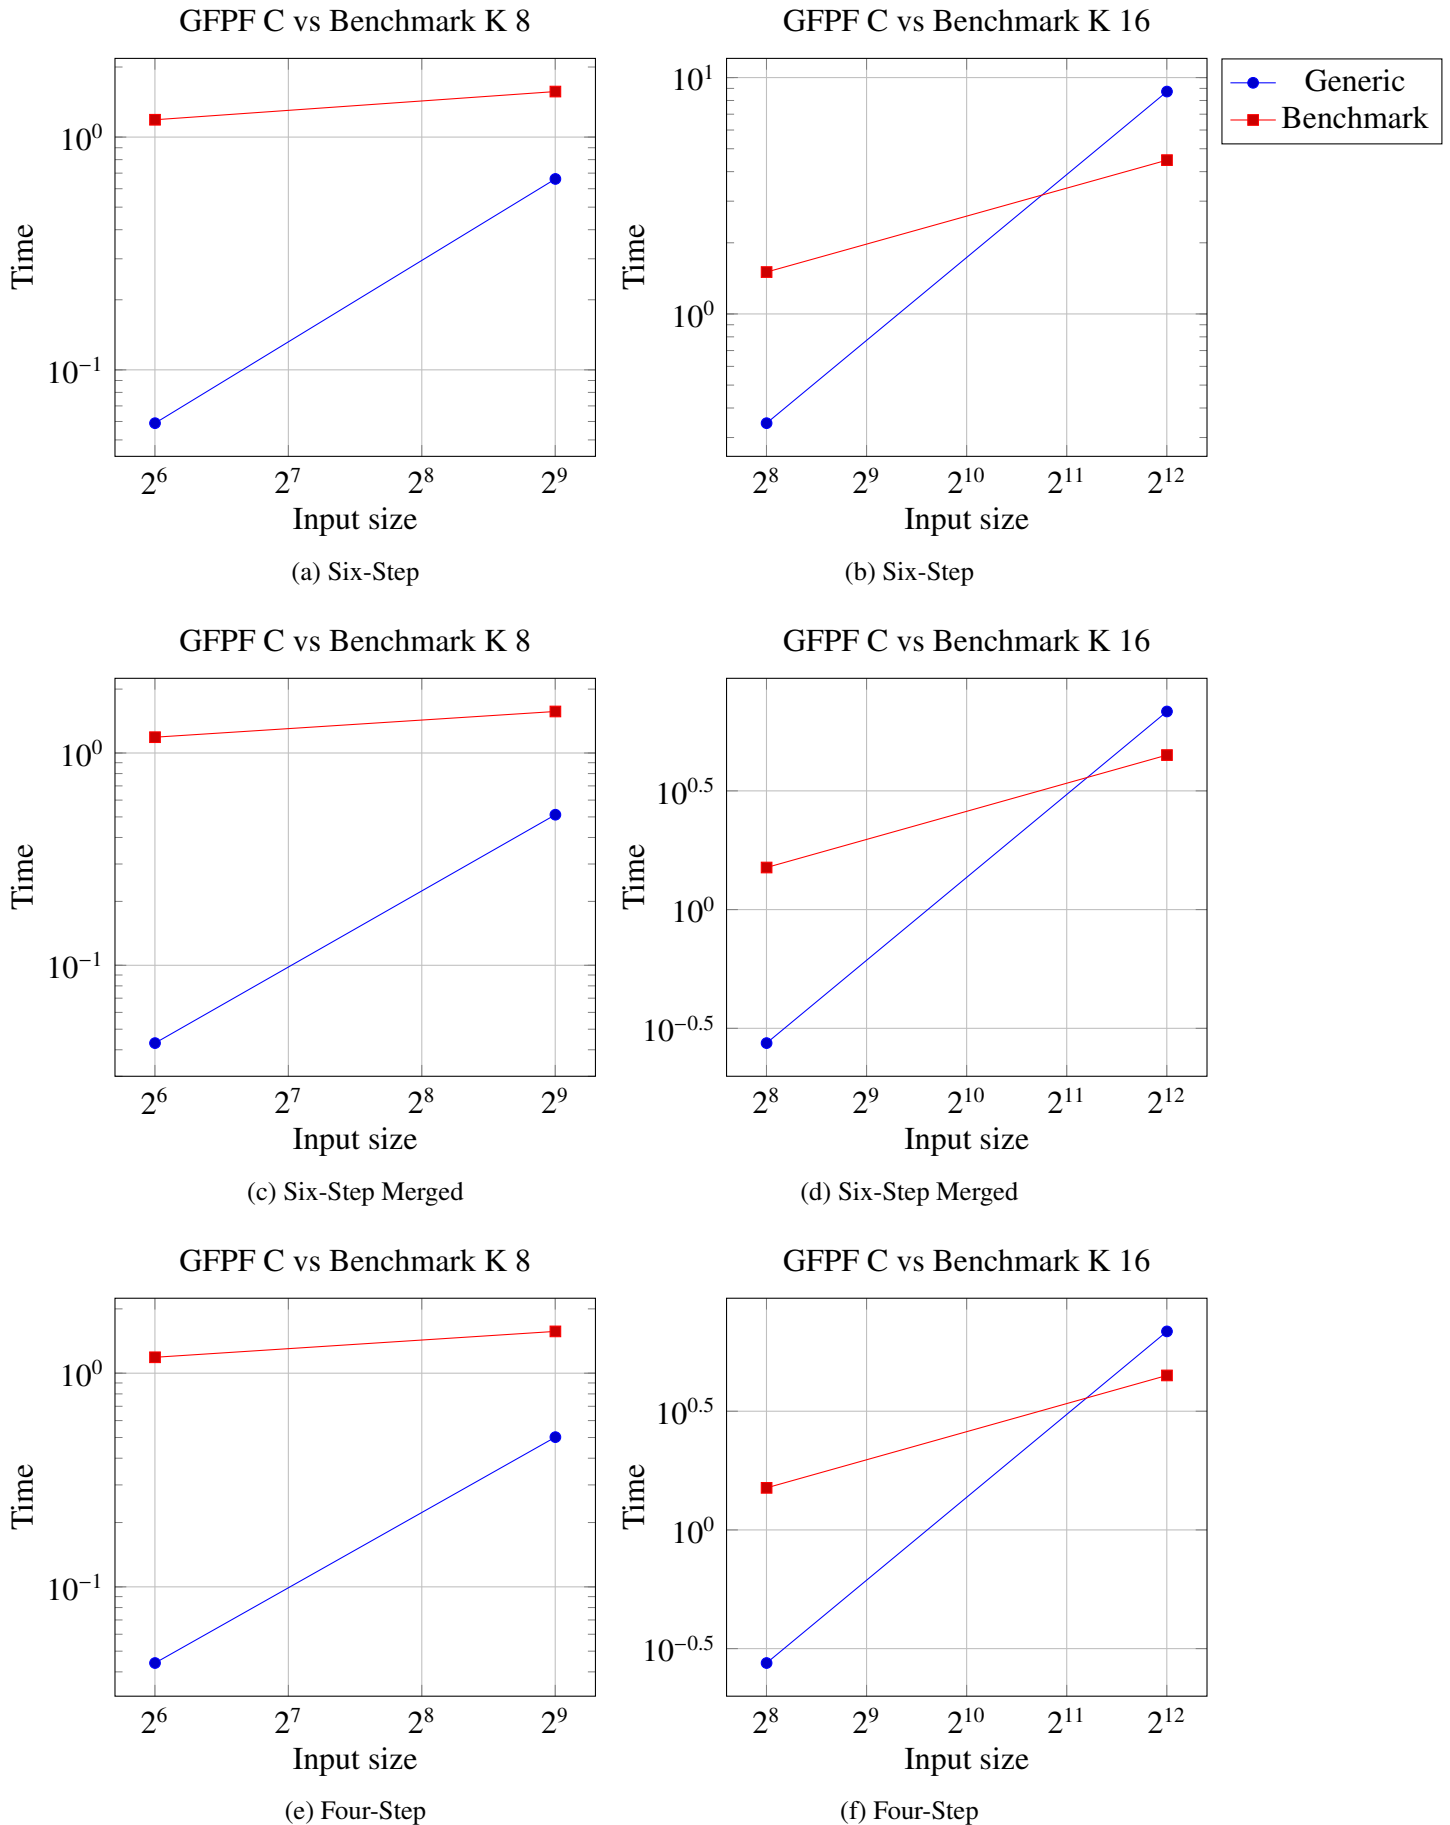 GFPF C vs Benchmark K 8
10^0
10^−1
Time
2^6 2^7 2^8 2^9
Input size
(a) Six-Step
GFPF C vs Benchmark K 16
10^1
10^0
Time
2^8 2^9 2^10 2^11 2^12
Input size
(b) Six-Step
Generic
Benchmark
GFPF C vs Benchmark K 8
10^0
10^−1
Time
2^6 2^7 2^8 2^9
Input size
(c) Six-Step Merged
GFPF C vs Benchmark K 16
10^0.5
10^0
10^−0.5
Time
2^8 2^9 2^10 2^11 2^12
Input size
(d) Six-Step Merged
GFPF C vs Benchmark K 8
10^0
10^−1
Time
2^6 2^7 2^8 2^9
Input size
(e) Four-Step
GFPF C vs Benchmark K 16
10^0.5
10^0
10^−0.5
Time
2^8 2^9 2^10 2^11 2^12
Input size
(f) Four-Step